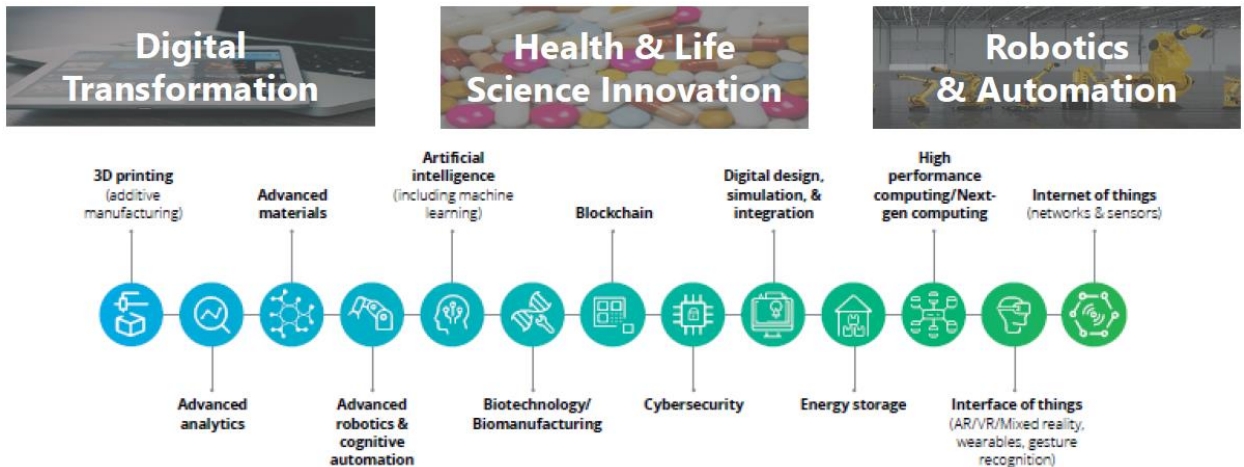 Digital
Transformation
Health & Life
Science Innovation
Robotics
& Automation
3D printing
(additive
manufacturing)
Advanced
materials
Artificial
intelligence
(including machine
learning)
Blockchain
Digital design,
simulation, &
integration
High
performance
computing/Next-
gen computing
Internet of things
(networks & sensors)
Advanced
analytics
Advanced
robotics &
cognitive
automation
Biotechnology/
Biomanufacturing
Cybersecurity
Energy storage
Interface of things
(AR/VR/Mixed reality,
wearables, gesture
recognition)